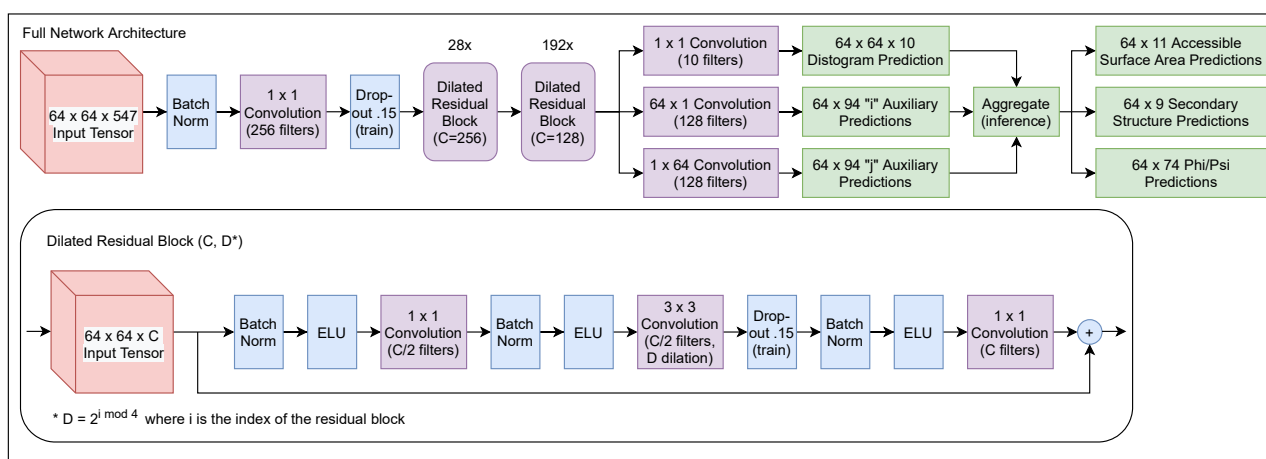 Full Network Architecture
64 x 64 x 547
Input Tensor
Batch
Norm
1 x 1
Convolution
(256 filters)
Drop-
out .15
(train)
28x
Dilated
Residual
Block
(C=256)
192x
Dilated
Residual
Block
(C=128)
1 x 1 Convolution
(10 filters)
64 x 1 Convolution
(128 filters)
1 x 64 Convolution
(128 filters)
64 x 64 x 10
Distogram Prediction
64 x 94 "i" Auxiliary
Predictions
64 x 94 "j" Auxiliary
Predictions
Aggregate
(inference)
64 x 11 Accessible
Surface Area Predictions
64 x 9 Secondary
Structure Predictions
64 x 74 Phi/Psi
Predictions
Dilated Residual Block (C, D*)
64 x 64 x C
Input Tensor
Batch
Norm
ELU
1 x 1
Convolution
(C/2 filters)
Batch
Norm
ELU
3 x 3
Convolution
(C/2 filters,
D dilation)
Drop-
out .15
(train)
Batch
Norm
ELU
1 x 1
Convolution
(C filters)
+
* D = 2^{i mod 4} where i is the index of the residual block